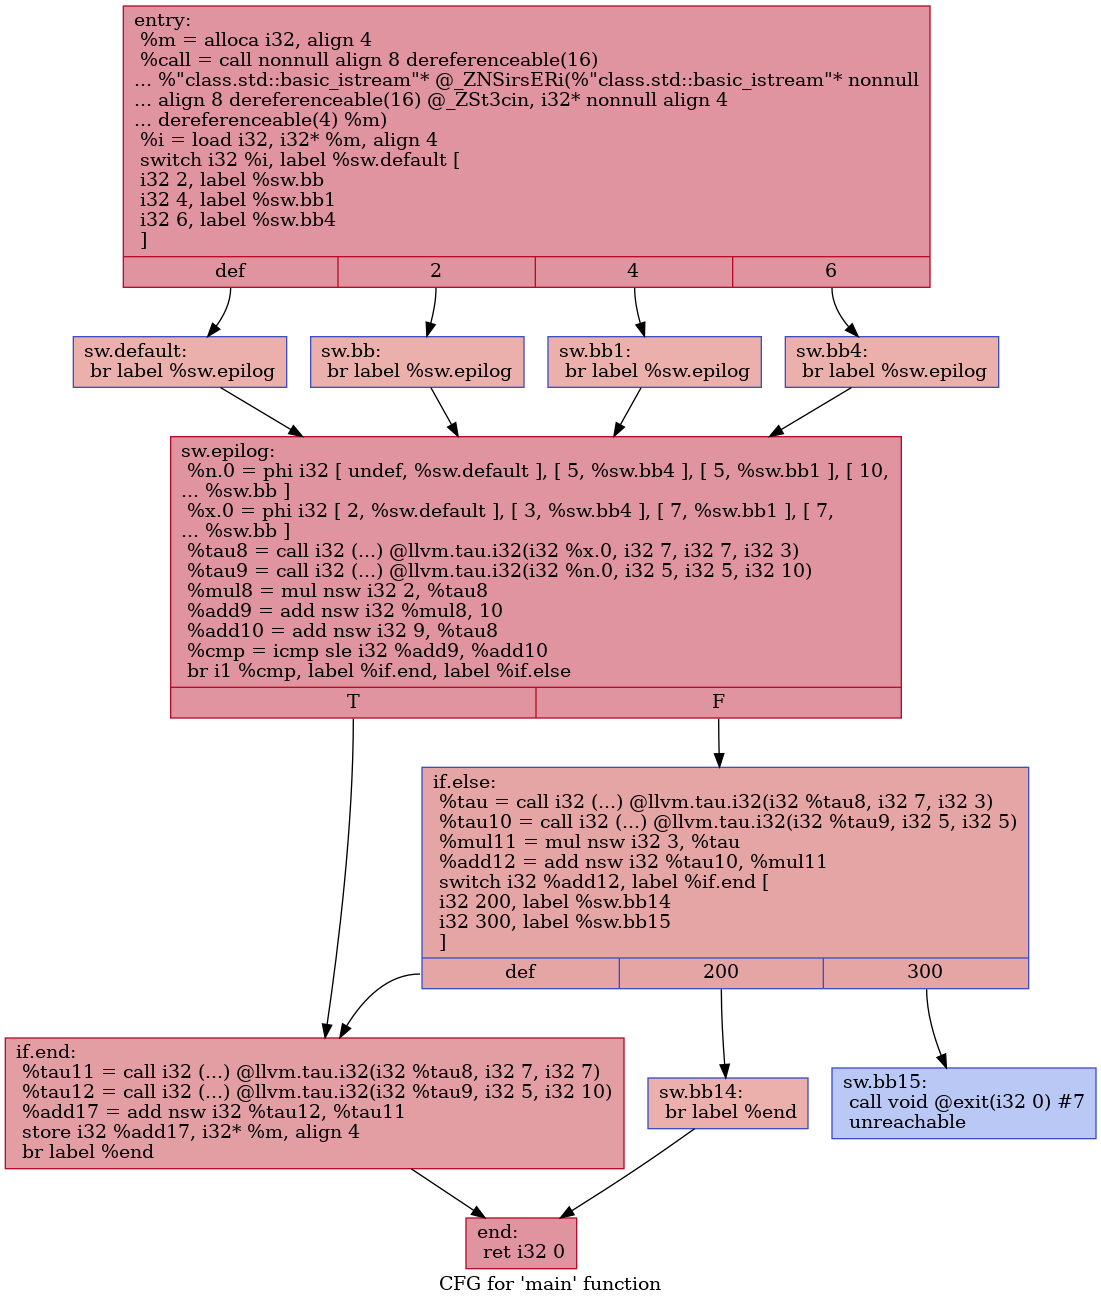 entry:
%m = alloca i32, align 4
%call = call nonnull align 8 dereferenceable(16)
... %"class.std::basic_istream"* @_ZNSirsERi(%"class.std::basic_istream"* nonnull
... align 8 dereferenceable(16) @_ZSt3cin, i32* nonnull align 4
... dereferenceable(4) %m)
%i = load i32, i32* %m, align 4
switch i32 %i, label %sw.default [
i32 2, label %sw.bb
i32 4, label %sw.bb1
i32 6, label %sw.bb4
]
def 2 4 6
sw.default:
br label %sw.epilog
sw.bb:
br label %sw.epilog
sw.bb1:
br label %sw.epilog
sw.bb4:
br label %sw.epilog
sw.epilog:
%n.0 = phi i32 [ undef, %sw.default ], [ 5, %sw.bb4 ], [ 5, %sw.bb1 ], [ 10,
... %sw.bb ]
%x.0 = phi i32 [ 2, %sw.default ], [ 3, %sw.bb4 ], [ 7, %sw.bb1 ], [ 7,
... %sw.bb ]
%tau8 = call i32 (...) @llvm.tau.i32(i32 %x.0, i32 7, i32 7, i32 3)
%tau9 = call i32 (...) @llvm.tau.i32(i32 %n.0, i32 5, i32 5, i32 10)
%mul8 = mul nsw i32 2, %tau8
%add9 = add nsw i32 %mul8, 10
%add10 = add nsw i32 9, %tau8
%cmp = icmp sle i32 %add9, %add10
br i1 %cmp, label %if.end, label %if.else
T F
if.else:
%tau = call i32 (...) @llvm.tau.i32(i32 %tau8, i32 7, i32 3)
%tau10 = call i32 (...) @llvm.tau.i32(i32 %tau9, i32 5, i32 5)
%mul11 = mul nsw i32 3, %tau
%add12 = add nsw i32 %tau10, %mul11
switch i32 %add12, label %if.end [
i32 200, label %sw.bb14
i32 300, label %sw.bb15
]
def 200 300
if.end:
%tau11 = call i32 (...) @llvm.tau.i32(i32 %tau8, i32 7, i32 7)
%tau12 = call i32 (...) @llvm.tau.i32(i32 %tau9, i32 5, i32 10)
%add17 = add nsw i32 %tau12, %tau11
store i32 %add17, i32* %m, align 4
br label %end
sw.bb14:
br label %end
sw.bb15:
call void @exit(i32 0) #7
unreachable
end:
ret i32 0
CFG for 'main' function